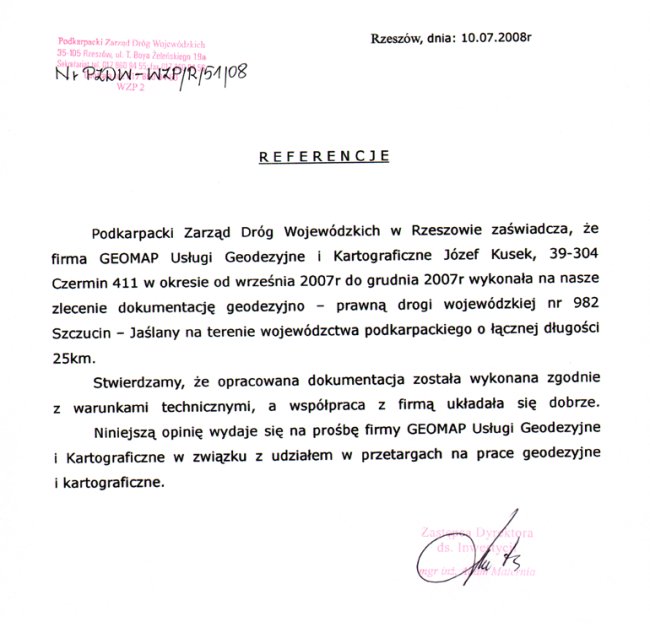 Rzeszów, dnia: 10.07.2008r
Podkarpacki Zarząd Dróg Wojewódzkich
35-105 Rzeszów, ul. T. Boya Żeleńskiego 19a
Nr PZDW-WZP/R/51/08
WZP 2
REFERENCJE
Podkarpacki Zarząd Dróg Wojewódzkich w Rzeszowie zaświadcza, że
firma GEOMAP Usługi Geodezyjne i Kartograficzne Józef Kusek, 39-304
Czermin 411 w okresie od września 2007r do grudnia 2007r wykonała na nasze
zlecenie dokumentację geodezyjno – prawną drogi wojewódzkiej nr 982
Szczucin – Jaślany na terenie województwa podkarpackiego o łącznej długości
25km.
Stwierdzamy, że opracowana dokumentacja została wykonana zgodnie
z warunkami technicznymi, a współpraca z firmą układała się dobrze.
Niniejszą opinię wydaje się na prośbę firmy GEOMAP Usługi Geodezyjne
i Kartograficzne w związku z udziałem w przetargach na prace geodezyjne
i kartograficzne.
Zastępca Dyrektora
ds. Inwestycji
mgr inż.